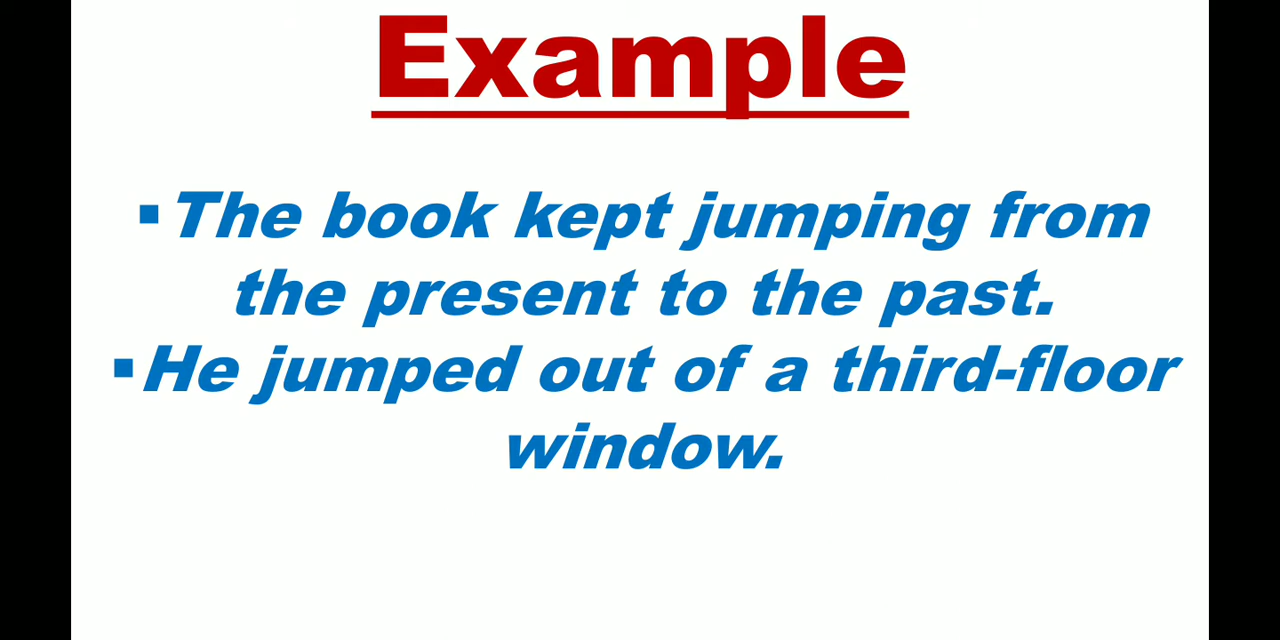 Example
▪The book kept jumping from
the present to the past.
▪He jumped out of a third-floor
window.